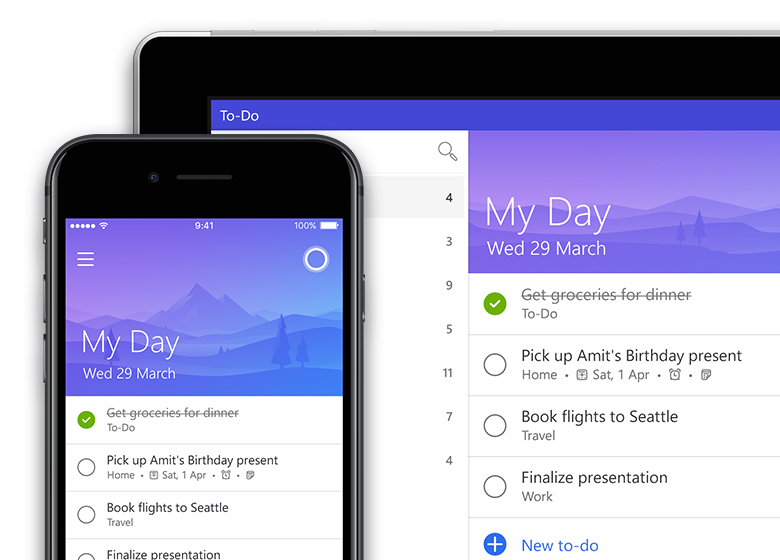 To-Do
4
3
9
5
11
7
4
My Day
Wed 29 March
Get groceries for dinner
To-Do
Pick up Amit's Birthday present
Home • Sat, 1 Apr • •
Book flights to Seattle
Travel
Finalize presentation
Work
New to-do
9:41
100%
My Day
Wed 29 March
Get groceries for dinner
To-Do
Pick up Amit's Birthday present
Home • Sat, 1 Apr • •
Book flights to Seattle
Travel
Finalize presentation